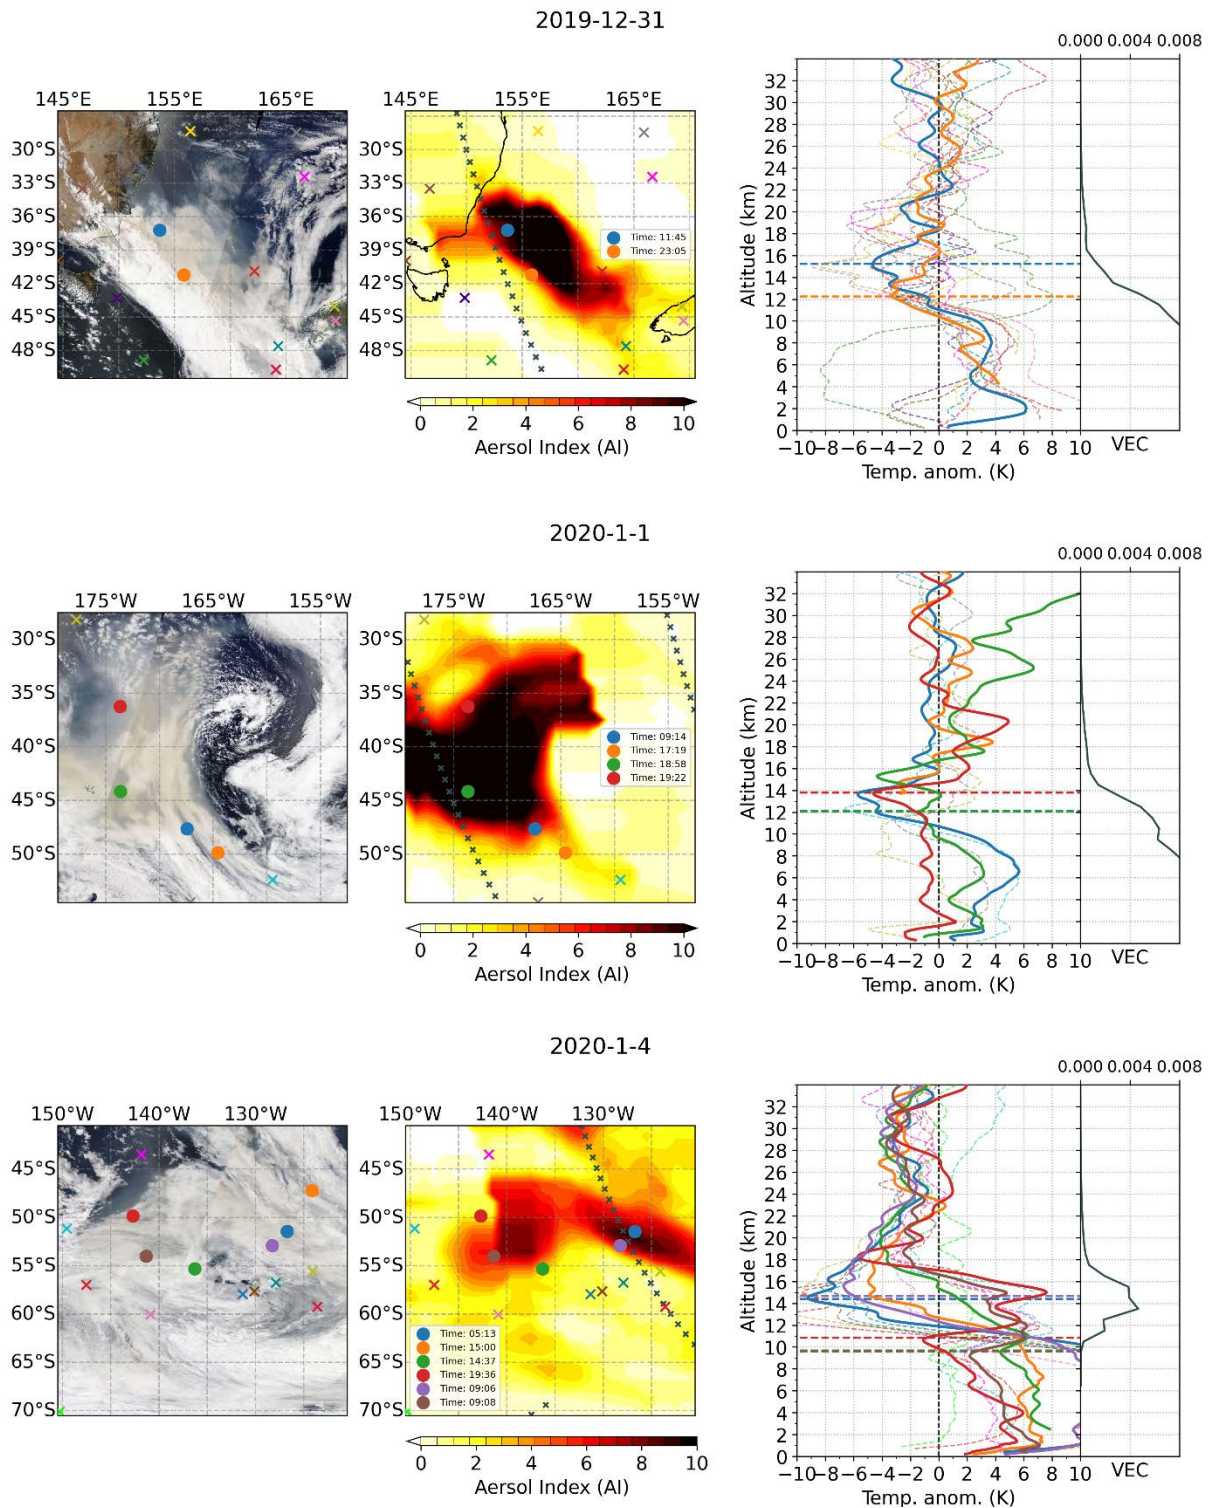 2019-12-31
0.000 0.004 0.008
145°E 155°E 165°E 145°E 155°E 165°E
30°S 30°S 32
33°S 33°S 30
36°S 36°S 28
39°S 39°S 26
42°S 42°S 24
45°S 45°S 22
48°S 48°S 20
Time: 11:45
Time: 23:05
18
16
14
12
10
8
6
4
2
0
Altitude (km)
0 2 4 6 8 10
Aersol Index (AI)
−10−8−6−4−2 0 2 4 6 8 10 VEC
Temp. anom. (K)
2020-1-1
0.000 0.004 0.008
175°W 165°W 155°W 175°W 165°W 155°W
30°S 30°S 32
35°S 35°S 30
40°S 40°S 28
45°S 45°S 26
50°S 50°S 24
Time: 09:14
Time: 17:19
Time: 18:58
Time: 19:22
22
20
18
16
14
12
10
8
6
4
2
0
Altitude (km)
0 2 4 6 8 10
Aersol Index (AI)
−10−8−6−4−2 0 2 4 6 8 10 VEC
Temp. anom. (K)
2020-1-4
0.000 0.004 0.008
150°W 140°W 130°W 150°W 140°W 130°W
45°S 45°S 32
50°S 50°S 30
55°S 55°S 28
60°S 60°S 26
65°S 65°S 24
70°S 70°S 22
Time: 05:13
Time: 15:00
Time: 14:37
Time: 19:36
Time: 09:06
Time: 09:08
20
18
16
14
12
10
8
6
4
2
0
Altitude (km)
0 2 4 6 8 10
Aersol Index (AI)
−10−8−6−4−2 0 2 4 6 8 10 VEC
Temp. anom. (K)